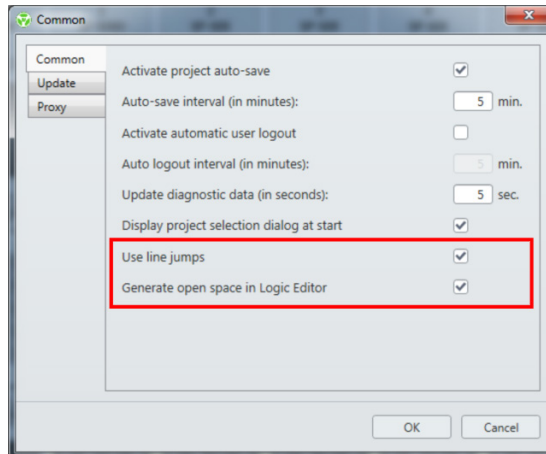 Common
Common
Update
Proxy
Activate project auto-save
Auto-save interval (in minutes): 5 min.
Activate automatic user logout
Auto logout interval (in minutes): 5 min.
Update diagnostic data (in seconds): 5 sec.
Display project selection dialog at start
Use line jumps
Generate open space in Logic Editor
OK Cancel